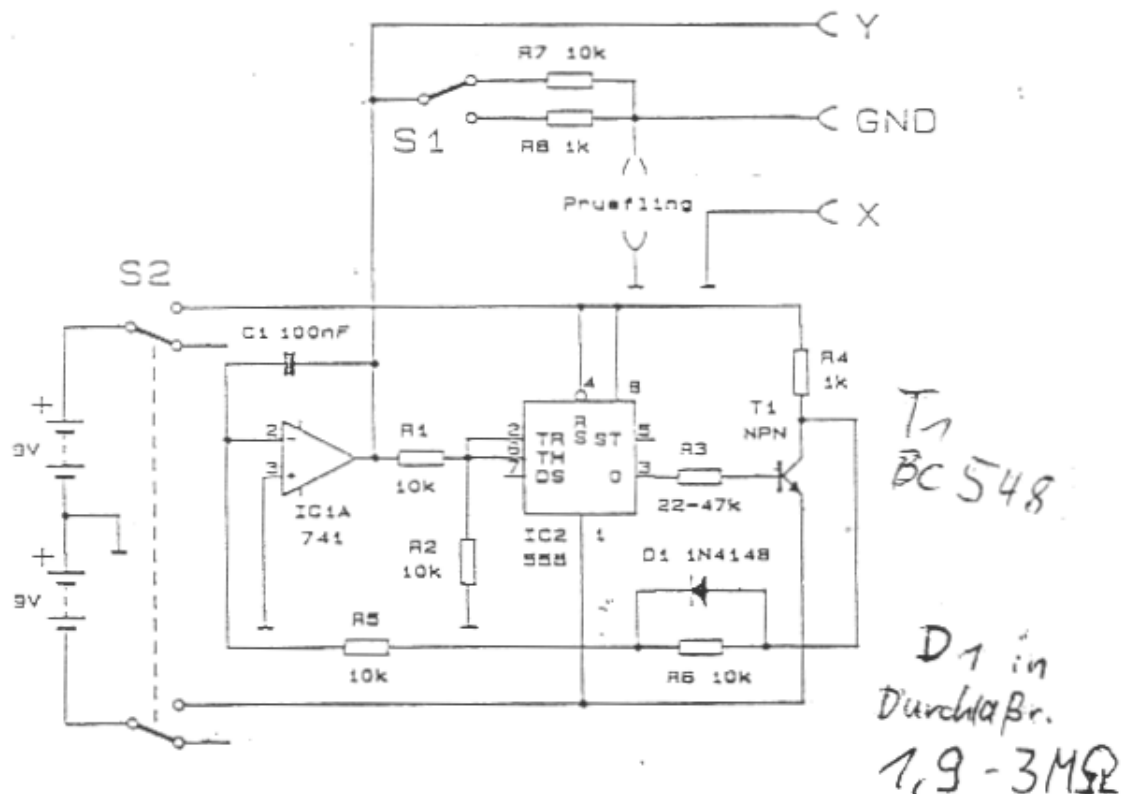 Y
R7 10k
S1
R8 1k
GND
Pruefling
X
S2
C1 100nF
4
8
R4
1k
T1
NPN
T1
BC 548
+
9V
2
-
3
+
IC1A
741
R1
10k
2
6
7
TR
TH
DS
R
S
ST
O
5
3
R3
22-47k
R2
10k
IC2
555
1
D1 1N4148
+
9V
R5
10k
R6 10k
D1 in
Durchlaßr.
1,9 - 3MΩ